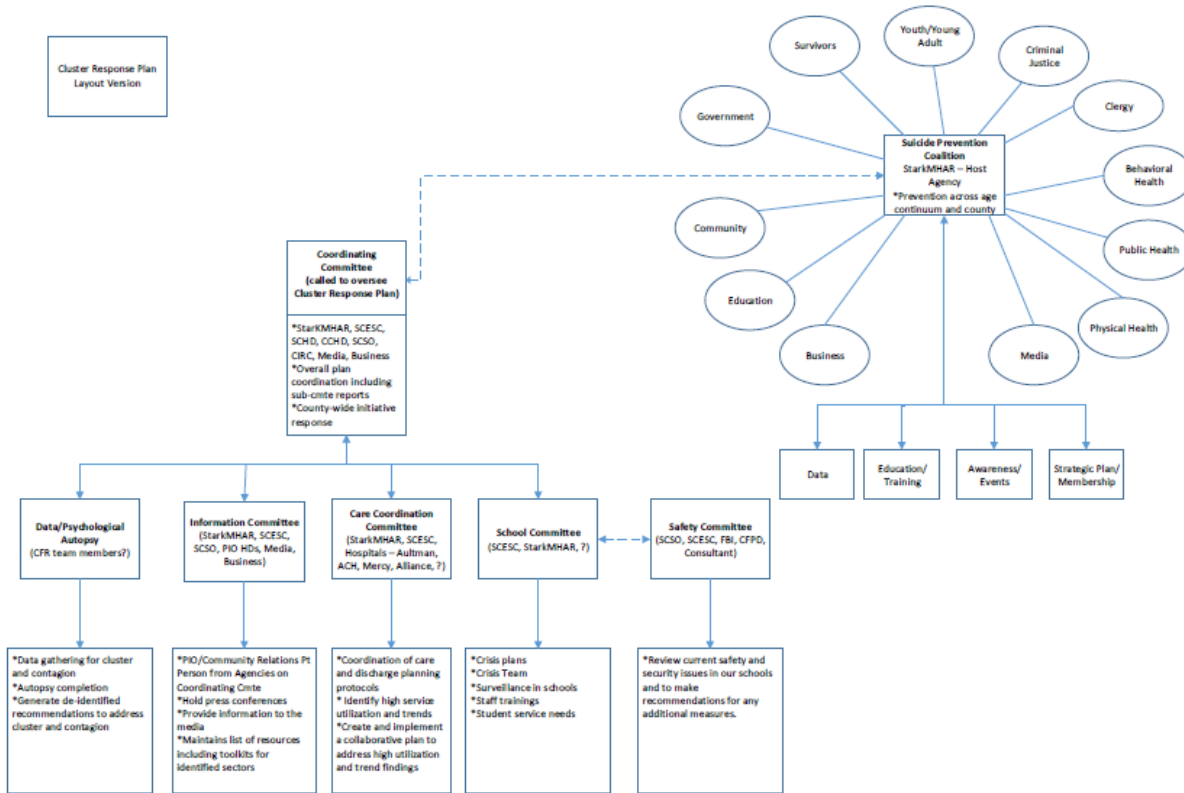 Cluster Response Plan
Layout Version
Survivors
Youth/Young
Adult
Criminal
Justice
Clergy
Government
Suicide Prevention
Coalition
StarkMHAR – Host
Agency
*Prevention across age
continuum and county
Behavioral
Health
Community
Public Health
Education
Physical Health
Business
Media
Coordinating
Committee
(called to oversee
Cluster Response Plan)
*StarKMHAR, SCESC,
SCHD, CCHD, SCSO,
CIRC, Media, Business
*Overall plan
coordination including
sub-cmte reports
*County-wide initiative
response
Data
Education/
Training
Awareness/
Events
Strategic Plan/
Membership
Data/Psychological
Autopsy
(CFR team members?)
Information Committee
(StarkMHAR, SCESC,
SCSO, PIO HDs, Media,
Business)
Care Coordination
Committee
(StarkMHAR, SCESC,
Hospitals – Aultman,
ACH, Mercy, Alliance, ?)
School Committee
(SCESC, StarkMHAR, ?)
Safety Committee
(SCSO, SCESC, FBI, CFPD,
Consultant)
*Data gathering for cluster
and contagion
*Autopsy completion
*Generate de-identified
recommendations to address
cluster and contagion
*PIO/Community Relations Pt
Person from Agencies on
Coordinating Cmte
*Hold press conferences
*Provide information to the
media
*Maintains list of resources
including toolkits for
identified sectors
*Coordination of care
and discharge planning
protocols
* Identify high service
utilization and trends
*Create and implement
a collaborative plan to
address high utilization
and trend findings
*Crisis plans
*Crisis Team
*Surveillance in schools
*Staff trainings
*Student service needs
*Review current safety and
security issues in our schools
and to make
recommendations for any
additional measures.